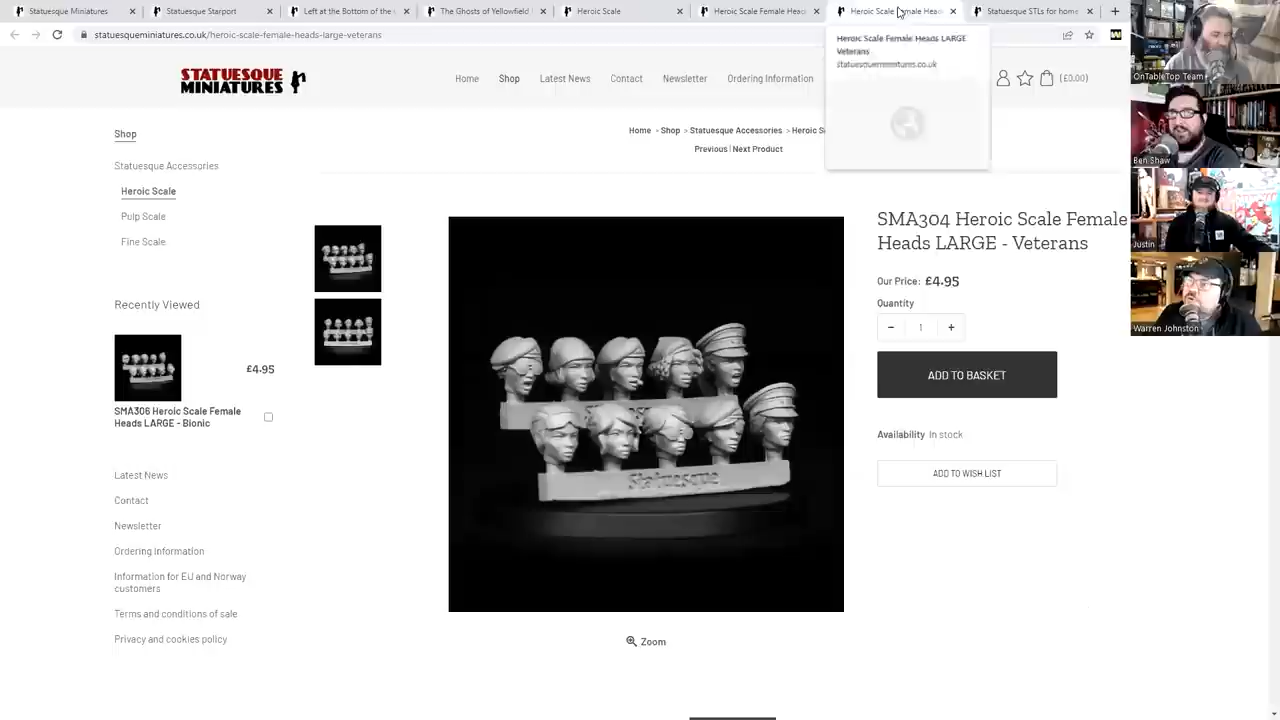 Statuesque Miniatures
Statuesque Starport
Left at the Bottom of the
The Ghosts of Yellowfield
Heroic Scale
Heroic Scale Female Head
Heroic Scale Female Head
Statuesque STLs for home
statuesqueminiatures.co.uk/heroic-scale-female-heads-large-veterans
Heroic Scale Female Heads LARGE
Veterans
statuesqueminiatures.co.uk
STATUESQUE
MINIATURES
Home Shop Latest News Contact Newsletter Ordering Information
(£0.00)
Shop
Statuesque Accessories
Heroic Scale
Pulp Scale
Fine Scale
Recently Viewed
£4.95
SMA306 Heroic Scale Female
Heads LARGE - Bionic
Latest News
Contact
Newsletter
Ordering Information
Information for EU and Norway
customers
Terms and conditions of sale
Privacy and cookies policy
Home > Shop > Statuesque Accessories > Heroic S
Previous | Next Product
Statuesque
Zoom
SMA304 Heroic Scale Female
Heads LARGE - Veterans
Our Price: £4.95
Quantity
- 1 +
ADD TO BASKET
Availability In stock
ADD TO WISH LIST
OnTableTop Team
Ben Shaw
Justin
Warren Johnston